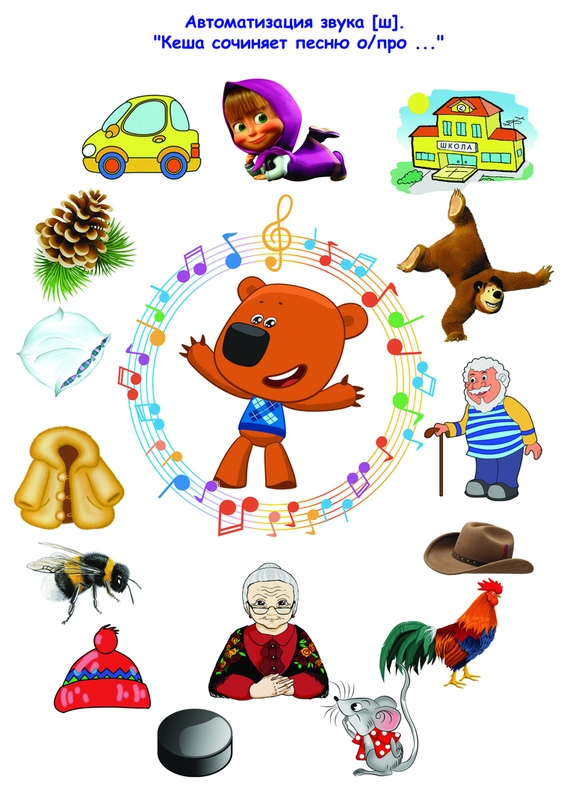 Автоматизация звука [ш].
"Кеша сочиняет песню о/про ..."
ШКОЛА